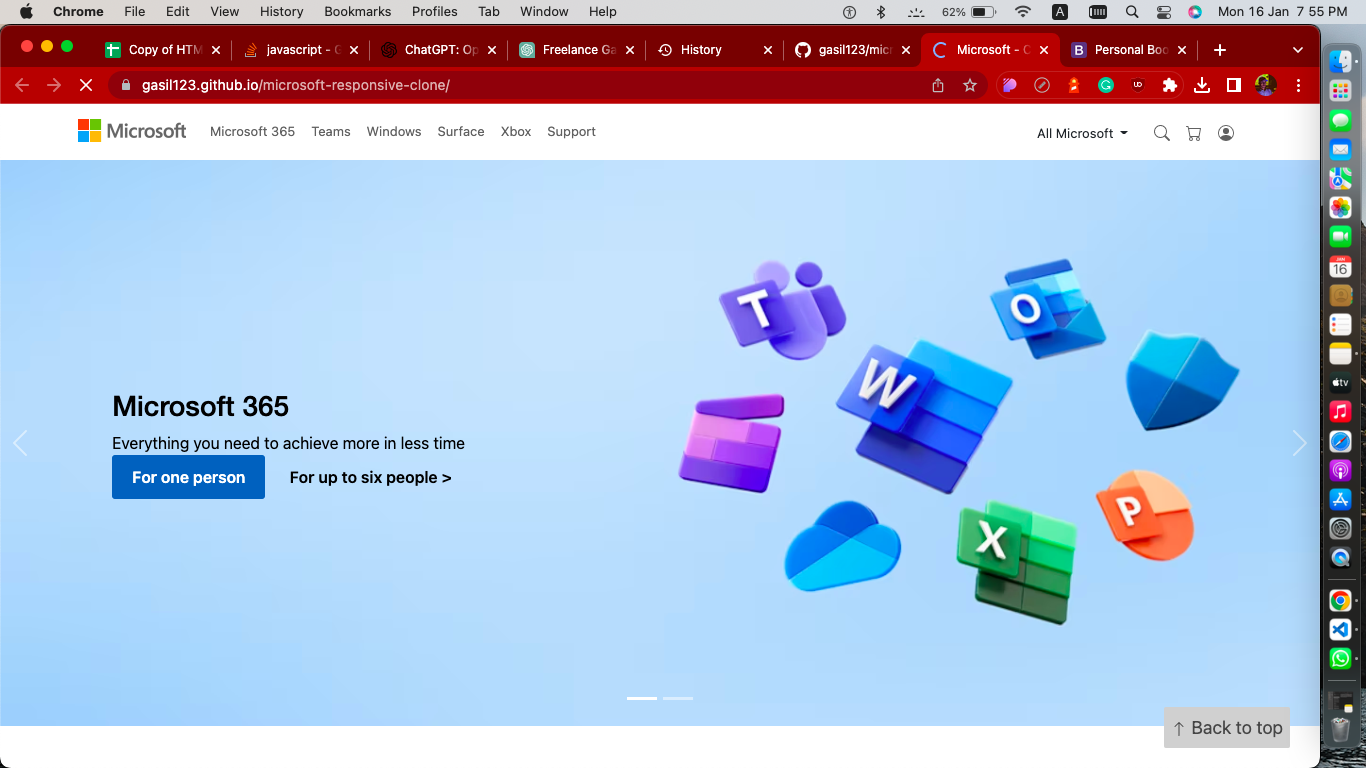 Chrome File Edit View History Bookmarks Profiles Tab Window Help 62% A Mon 16 Jan 7 55 PM
Copy of HTM javascript - ChatGPT: Op Freelance Ga History gasil123/micr Microsoft - C Personal Boo
gasil123.github.io/microsoft-responsive-clone/
Microsoft Microsoft 365 Teams Windows Surface Xbox Support All Microsoft
T
O
W
Microsoft 365
Everything you need to achieve more in less time
For one person For up to six people >
P
X
↑ Back to top
JAN
16
tv